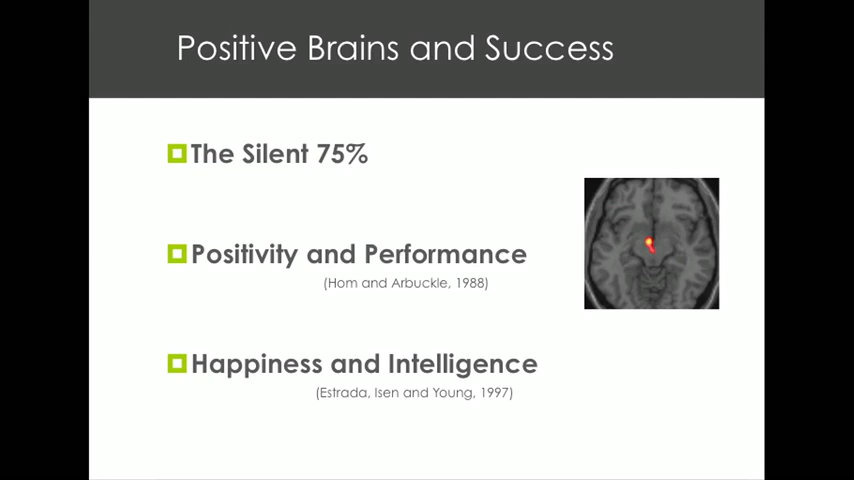 Positive Brains and Success
The Silent 75%
Positivity and Performance
(Hom and Arbuckle, 1988)
Happiness and Intelligence
(Estrada, Isen and Young, 1997)